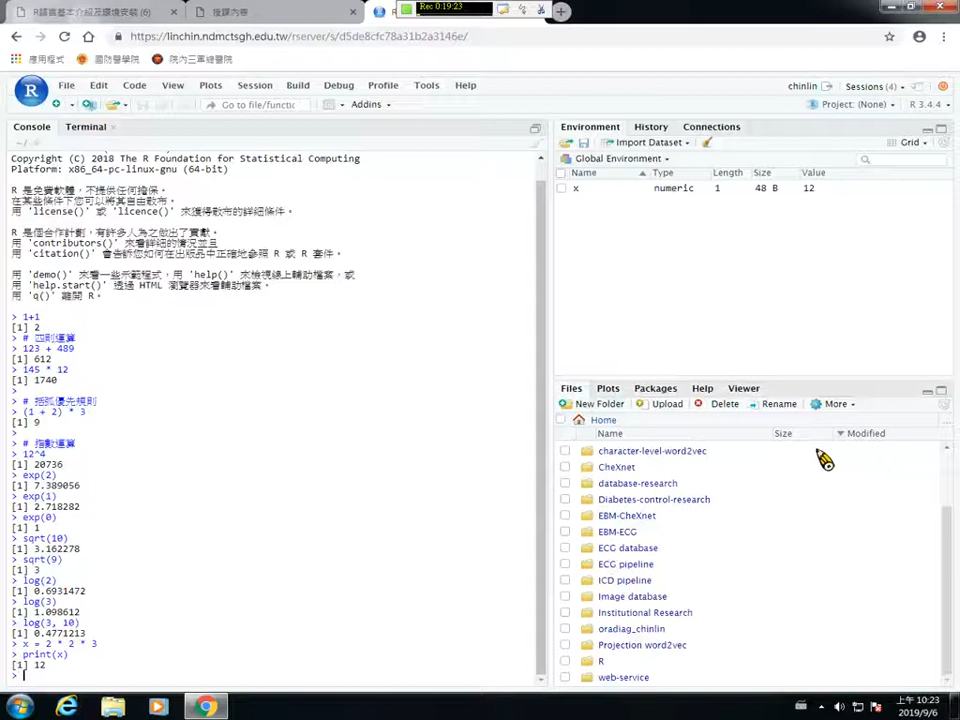 R語言基本介紹及環境安裝 (6)
授課內容
Rec 0:19:23
https://linchin.ndmctsgh.edu.tw/rserver/s/d5de8cfc78a31b2a3146e/
應用程式
國防醫學院
院內三軍總醫院
File Edit Code View Plots Session Build Debug Profile Tools Help
chinlin
Sessions (4)
Go to file/functic
Addins
Project: (None)
R 3.4.4
Console Terminal
~/
Copyright (C) 2018 The R Foundation for Statistical Computing
Platform: x86_64-pc-linux-gnu (64-bit)
R 是免費軟體，不提供任何擔保。
在某些條件下您可以將其自由散布。
用 'license()' 或 'licence()' 來獲得散布的詳細條件。
R 是個合作計劃，有許多人為之做出了貢獻。
用 'contributors()' 來看詳細的情況並且
用 'citation()' 會告訴您如何在出版品中正確地參照 R 或 R 套件。
用 'demo()' 來看一些示範程式，用 'help()' 來檢視線上輔助檔案，或
用 'help.start()' 透過 HTML 瀏覽器來看輔助檔案。
用 'q()' 離開 R。
> 1+1
[1] 2
> # 四則運算
> 123 + 489
[1] 612
> 145 * 12
[1] 1740
>
> # 括弧優先規則
> (1 + 2) * 3
[1] 9
>
> # 指數運算
> 12^4
[1] 20736
> exp(2)
[1] 7.389056
> exp(1)
[1] 2.718282
> exp(0)
[1] 1
> sqrt(10)
[1] 3.162278
> sqrt(9)
[1] 3
> log(2)
[1] 0.6931472
> log(3)
[1] 1.098612
> log(3, 10)
[1] 0.4771213
> x = 2 * 2 * 3
> print(x)
[1] 12
>
Environment History Connections
Import Dataset
Grid
Global Environment
Name Type Length Size Value
x numeric 1 48 B 12
Files Plots Packages Help Viewer
New Folder Upload Delete Rename More
Home
Name Size Modified
character-level-word2vec
CheXnet
database-research
Diabetes-control-research
EBM-CheXnet
EBM-ECG
ECG database
ECG pipeline
ICD pipeline
Image database
Institutional Research
oradiag_chinlin
Projection word2vec
R
web-service
上午 10:23
2019/9/6